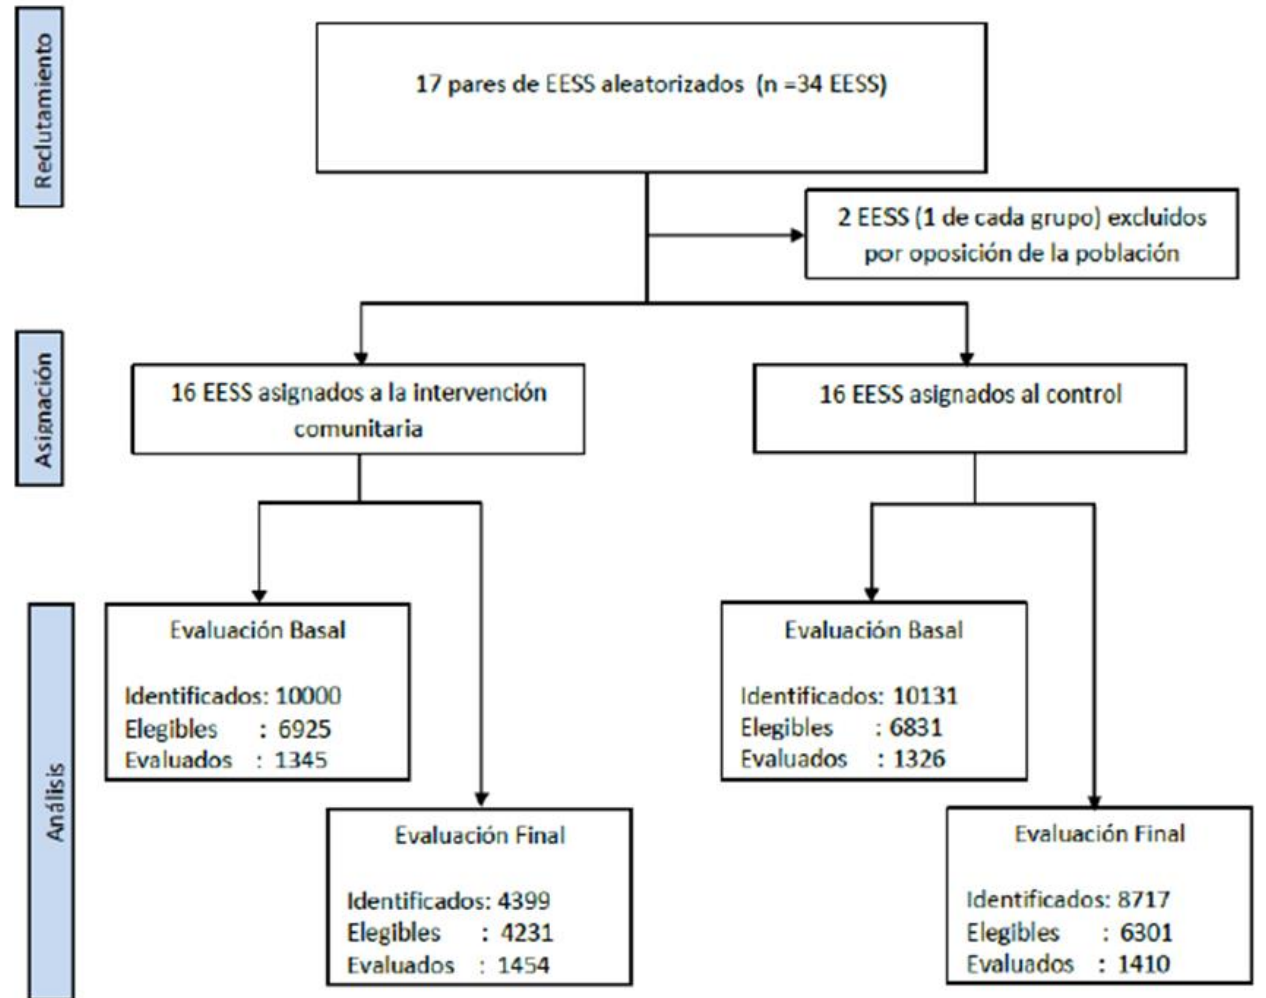 Reclutamiento
17 pares de EESS aleatorizados (n =34 EESS)
2 EESS (1 de cada grupo) excluidos
por oposición de la población
Asignación
16 EESS asignados a la intervención
comunitaria
16 EESS asignados al control
Análisis
Evaluación Basal
Identificados: 10000
Elegibles : 6925
Evaluados : 1345
Evaluación Basal
Identificados: 10131
Elegibles : 6831
Evaluados : 1326
Evaluación Final
Identificados: 4399
Elegibles : 4231
Evaluados : 1454
Evaluación Final
Identificados: 8717
Elegibles : 6301
Evaluados : 1410